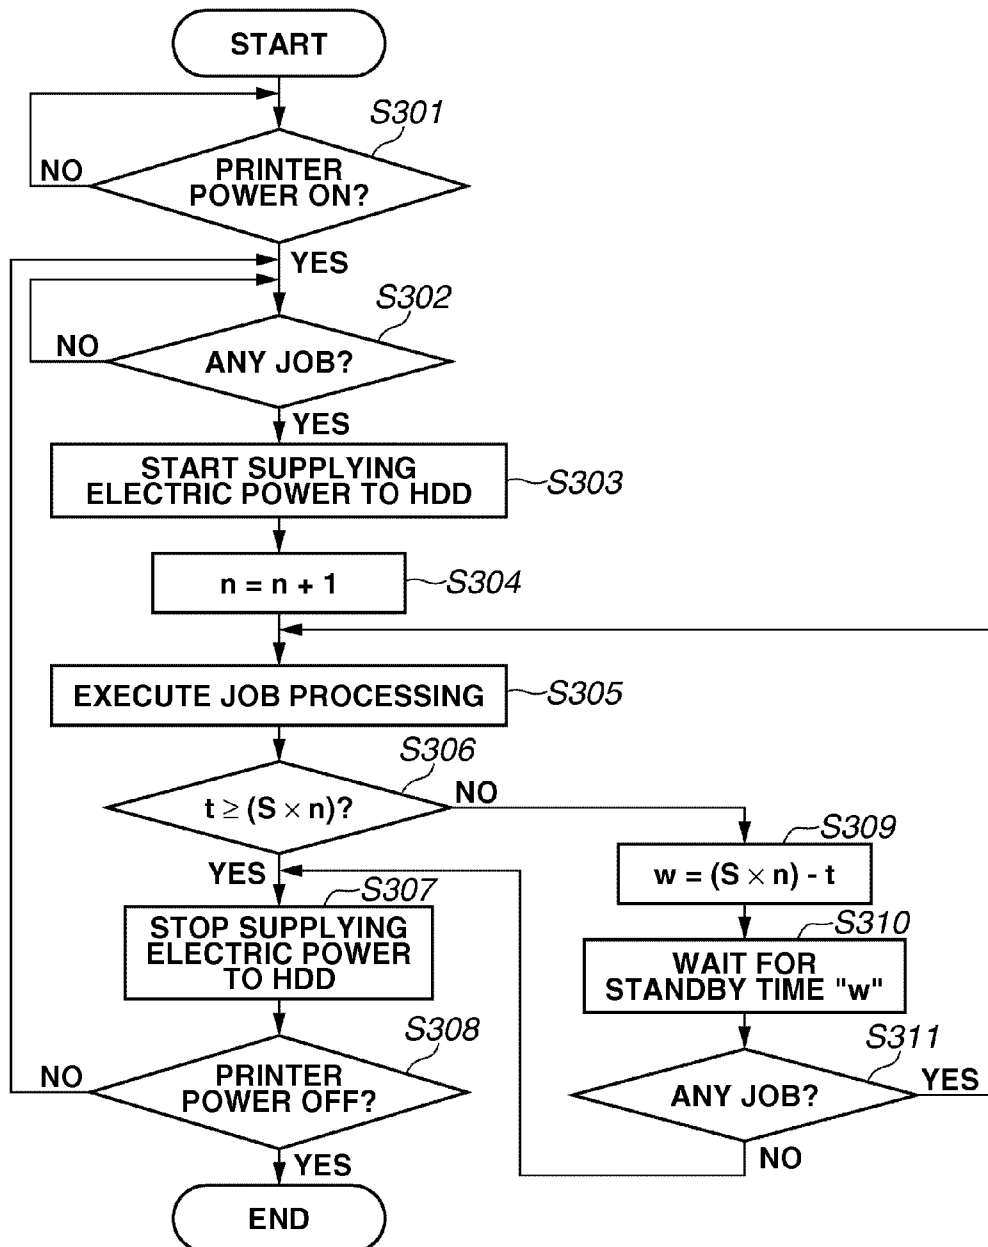 START
S301
PRINTER
POWER ON?
NO
YES
S302
ANY JOB?
NO
YES
START SUPPLYING
ELECTRIC POWER TO HDD
S303
n = n + 1
S304
EXECUTE JOB PROCESSING
S305
S306
t ≥ (S × n)?
NO
YES
S309
w = (S × n) - t
S307
STOP SUPPLYING
ELECTRIC POWER
TO HDD
S310
WAIT FOR
STANDBY TIME "w"
S308
PRINTER
POWER OFF?
NO
YES
S311
ANY JOB?
YES
NO
END